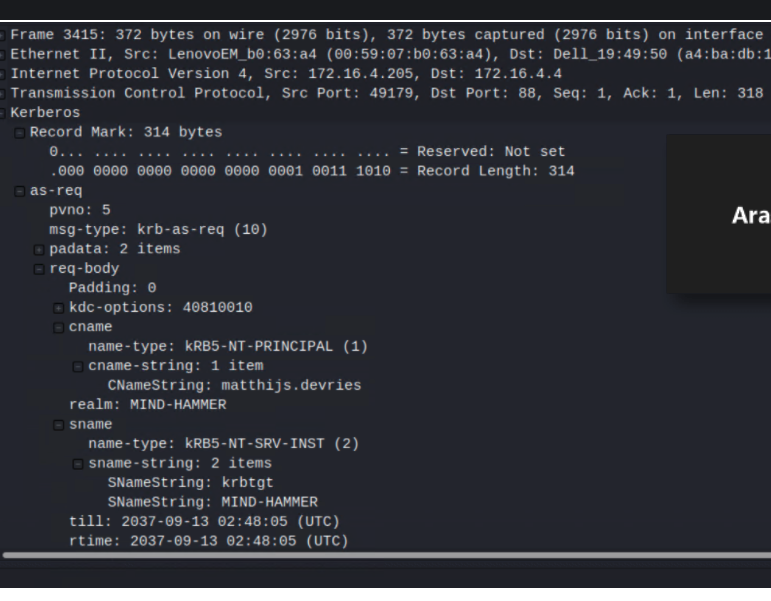 Frame 3415: 372 bytes on wire (2976 bits), 372 bytes captured (2976 bits) on interface
Ethernet II, Src: LenovoEM_b0:63:a4 (00:59:07:b0:63:a4), Dst: Dell_19:49:50 (a4:ba:db:1
Internet Protocol Version 4, Src: 172.16.4.205, Dst: 172.16.4.4
Transmission Control Protocol, Src Port: 49179, Dst Port: 88, Seq: 1, Ack: 1, Len: 318
Kerberos
Record Mark: 314 bytes
0... .... .... .... .... .... .... .... = Reserved: Not set
.000 0000 0000 0000 0000 0001 0011 1010 = Record Length: 314
as-req
pvno: 5
Ara
msg-type: krb-as-req (10)
padata: 2 items
req-body
Padding: 0
kdc-options: 40810010
cname
name-type: kRB5-NT-PRINCIPAL (1)
cname-string: 1 item
CNameString: matthijs.devries
realm: MIND-HAMMER
sname
name-type: kRB5-NT-SRV-INST (2)
sname-string: 2 items
SNameString: krbtgt
SNameString: MIND-HAMMER
till: 2037-09-13 02:48:05 (UTC)
rtime: 2037-09-13 02:48:05 (UTC)